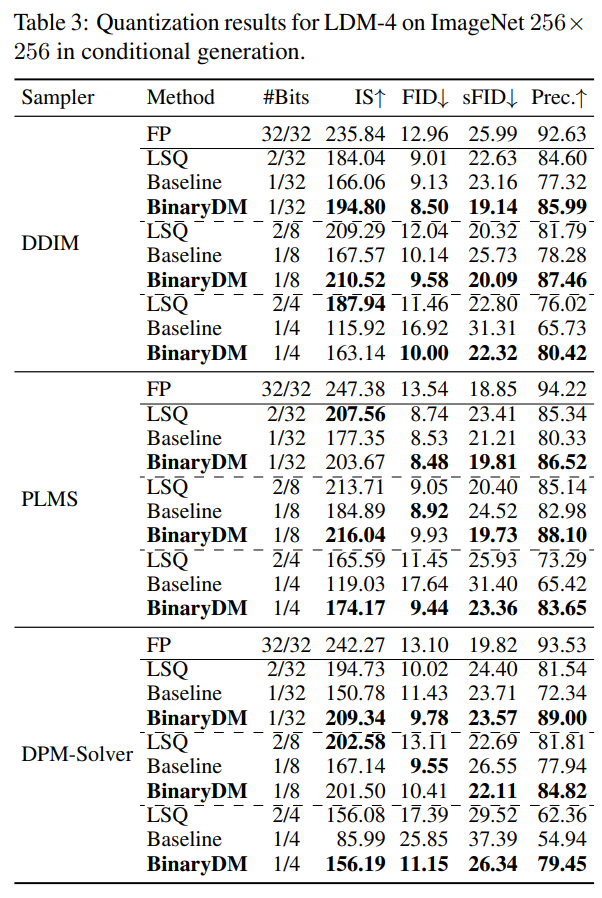 Table 3: Quantization results for LDM-4 on ImageNet 256×
256 in conditional generation.
Sampler Method #Bits IS↑ FID↓ sFID↓ Prec.↑
FP 32/32 235.84 12.96 25.99 92.63
LSQ 2/32 184.04 9.01 22.63 84.60
Baseline 1/32 166.06 9.13 23.16 77.32
BinaryDM 1/32 194.80 8.50 19.14 85.99
LSQ 2/8 209.29 12.04 20.32 81.79
DDIM Baseline 1/8 167.57 10.14 25.73 78.28
BinaryDM 1/8 210.52 9.58 20.09 87.46
LSQ 2/4 187.94 11.46 22.80 76.02
Baseline 1/4 115.92 16.92 31.31 65.73
BinaryDM 1/4 163.14 10.00 22.32 80.42
FP 32/32 247.38 13.54 18.85 94.22
LSQ 2/32 207.56 8.74 23.41 85.34
Baseline 1/32 177.35 8.53 21.21 80.33
BinaryDM 1/32 203.67 8.48 19.81 86.52
LSQ 2/8 213.71 9.05 20.40 85.14
PLMS Baseline 1/8 184.89 8.92 24.52 82.98
BinaryDM 1/8 216.04 9.93 19.73 88.10
LSQ 2/4 165.59 11.45 25.93 73.29
Baseline 1/4 119.03 17.64 31.40 65.42
BinaryDM 1/4 174.17 9.44 23.36 83.65
FP 32/32 242.27 13.10 19.82 93.53
LSQ 2/32 194.73 10.02 24.40 81.54
Baseline 1/32 150.78 11.43 23.71 72.34
BinaryDM 1/32 209.34 9.78 23.57 89.00
LSQ 2/8 202.58 13.11 22.69 81.81
DPM-Solver Baseline 1/8 167.14 9.55 26.55 77.94
BinaryDM 1/8 201.50 10.41 22.11 84.82
LSQ 2/4 156.08 17.39 29.52 62.36
Baseline 1/4 85.99 25.85 37.39 54.94
BinaryDM 1/4 156.19 11.15 26.34 79.45